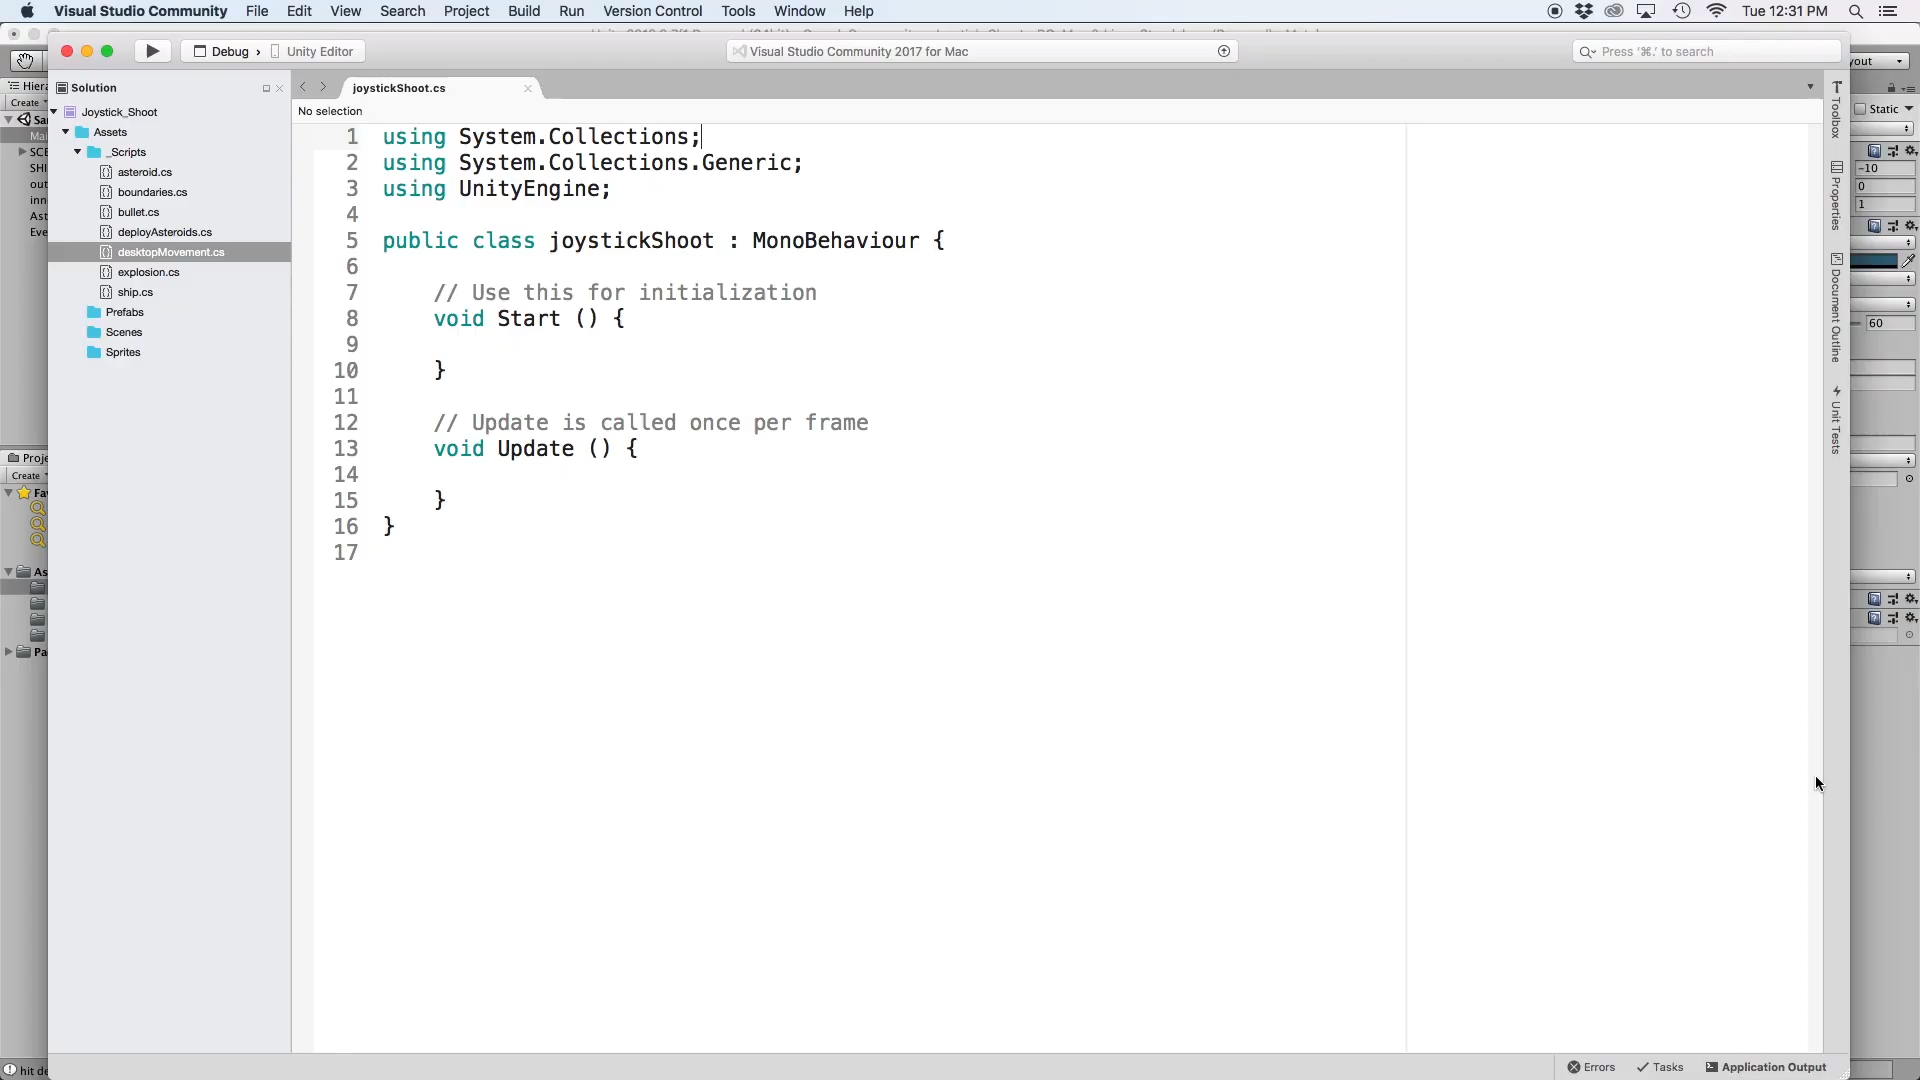 Visual Studio Community File Edit View Search Project Build Run Version Control Tools Window Help Tue 12:31 PM
Debug › Unity Editor Visual Studio Community 2017 for Mac Press '⌘.' to search
Solution
Joystick_Shoot
Assets
_Scripts
asteroid.cs
boundaries.cs
bullet.cs
deployAsteroids.cs
desktopMovement.cs
explosion.cs
ship.cs
Prefabs
Scenes
Sprites
joystickShoot.cs
No selection
1 using System.Collections;
2 using System.Collections.Generic;
3 using UnityEngine;
4
5 public class joystickShoot : MonoBehaviour {
6
7 // Use this for initialization
8 void Start () {
9
10 }
11
12 // Update is called once per frame
13 void Update () {
14
15 }
16 }
17
Toolbox
Properties
Document Outline
Unit Tests
Create
Create
Static
-10
0
1
60
Errors Tasks Application Output